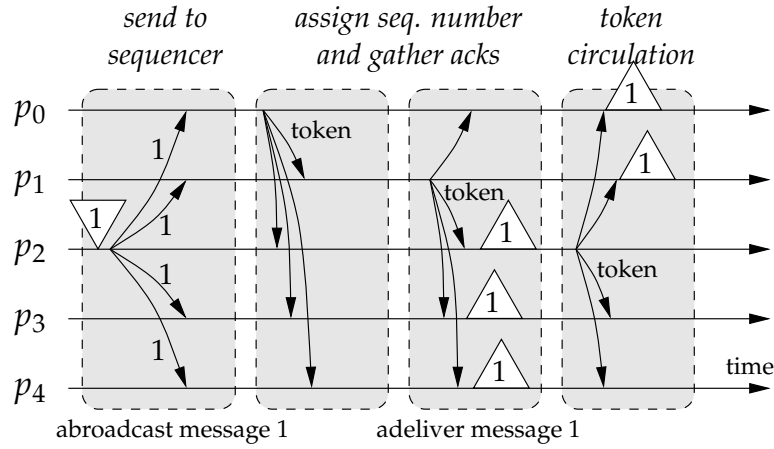 send to
sequencer
assign seq. number
and gather acks
token
circulation
p0
p1
p2
p3
p4
1
1
1
1
1
token
token
1
1
1
token
1
1
time
abroadcast message 1
adeliver message 1